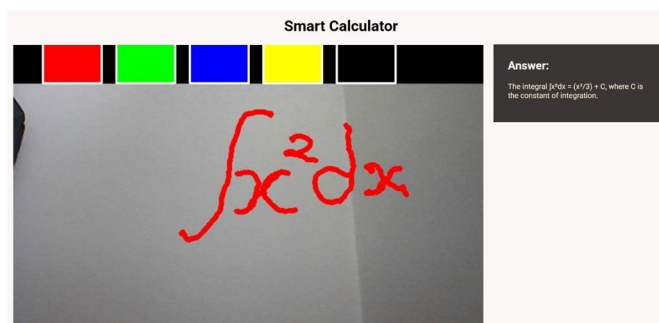 Smart Calculator
∫x²dx
Answer:
The integral ∫x²dx = (x³/3) + C, where C is
the constant of integration.